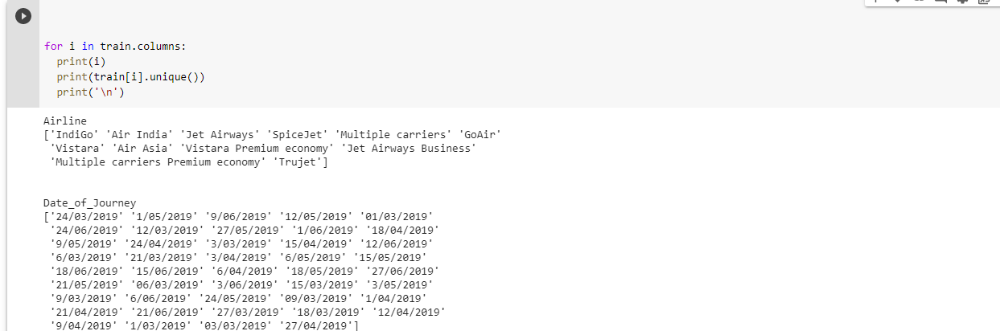 for i in train.columns:
print(i)
print(train[i].unique())
print('\n')
Airline
['IndiGo' 'Air India' 'Jet Airways' 'SpiceJet' 'Multiple carriers' 'GoAir'
'Vistara' 'Air Asia' 'Vistara Premium economy' 'Jet Airways Business'
'Multiple carriers Premium economy' 'Trujet']
Date_of_Journey
['24/03/2019' '1/05/2019' '9/06/2019' '12/05/2019' '01/03/2019'
'24/06/2019' '12/03/2019' '27/05/2019' '1/06/2019' '18/04/2019'
'9/05/2019' '24/04/2019' '3/03/2019' '15/04/2019' '12/06/2019'
'6/03/2019' '21/03/2019' '3/04/2019' '6/05/2019' '15/05/2019'
'18/06/2019' '15/06/2019' '6/04/2019' '18/05/2019' '27/06/2019'
'21/05/2019' '06/03/2019' '3/06/2019' '15/03/2019' '3/05/2019'
'9/03/2019' '6/06/2019' '24/05/2019' '09/03/2019' '1/04/2019'
'21/04/2019' '21/06/2019' '27/03/2019' '18/03/2019' '12/04/2019'
'9/04/2019' '1/03/2019' '03/03/2019' '27/04/2019']